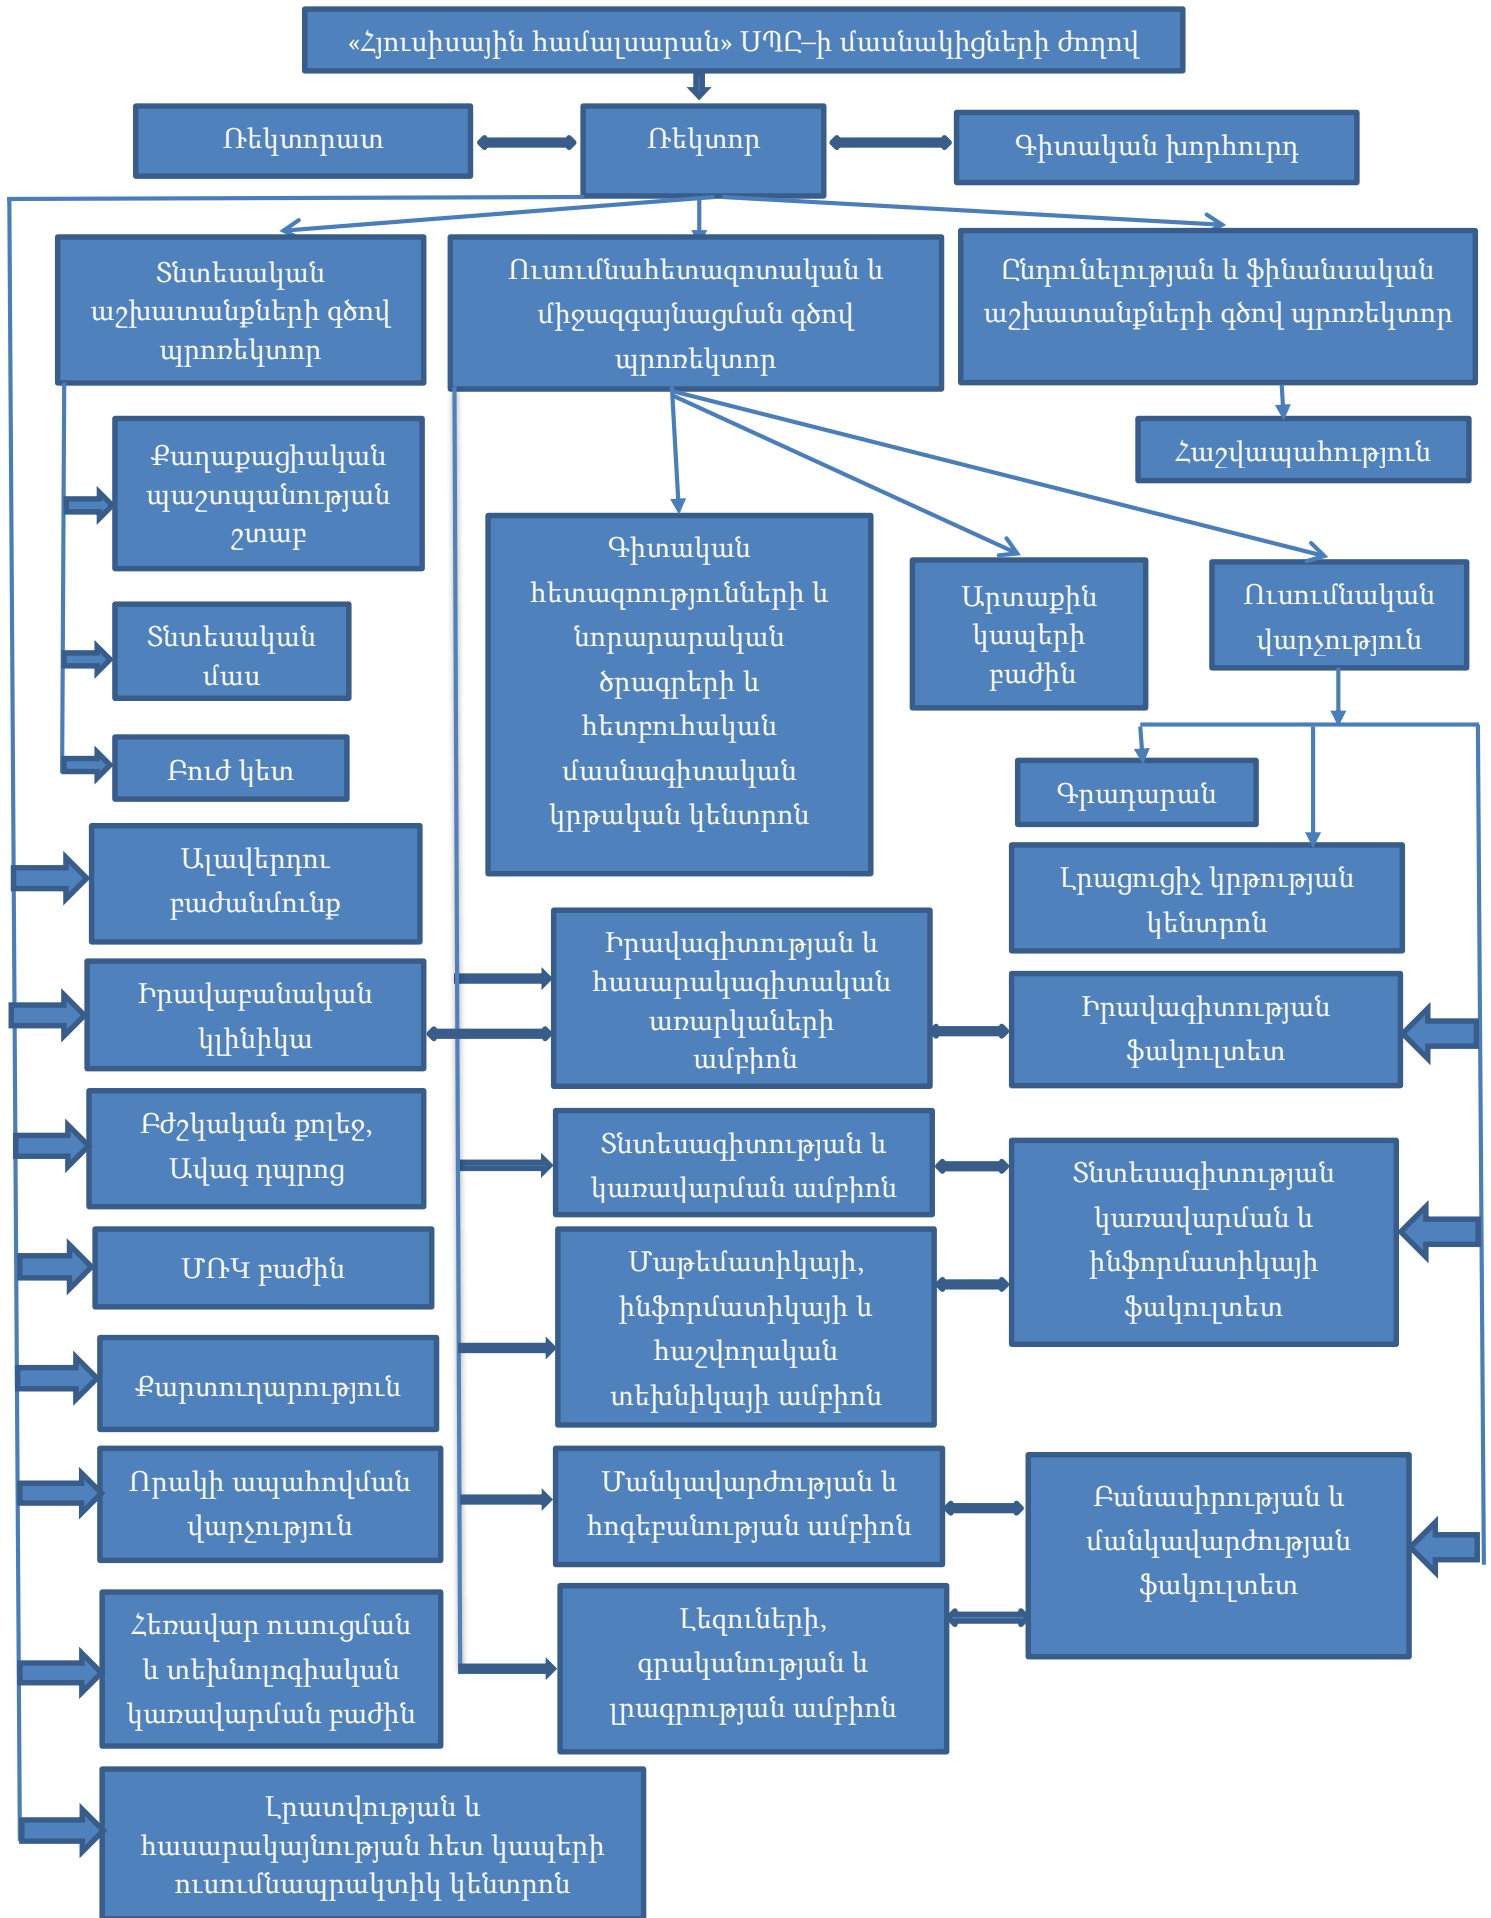 «Հյուսիսային համալսարան» ՍՊԸ–ի մասնակիցների ժողով
Ռեկտորատ
Ռեկտոր
Գիտական խորհուրդ
Տնտեսական
աշխատանքների գծով
պրոռեկտոր
Ուսումնահետազոտական և
միջազգայնացման գծով
պրոռեկտոր
Ընդունելության և ֆինանսական
աշխատանքների գծով պրոռեկտոր
Հաշվապահություն
Քաղաքացիական
պաշտպանության
շտաբ
Տնտեսական
մաս
Բուժ կետ
Գիտական
հետազոությունների և
նորարարական
ծրագրերի և
հետբուհական
մասնագիտական
կրթական կենտրոն
Արտաքին
կապերի
բաժին
Ուսումնական
վարչություն
Գրադարան
Լրացուցիչ կրթության
կենտրոն
Ալավերդու
բաժանմունք
Իրավաբանական
կլինիկա
Իրավագիտության և
հասարակագիտական
առարկաների
ամբիոն
Իրավագիտության
ֆակուլտետ
Բժշկական քոլեջ,
Ավագ դպրոց
Տնտեսագիտության և
կառավարման ամբիոն
Տնտեսագիտության
կառավարման և
ինֆորմատիկայի
ֆակուլտետ
ՄՌԿ բաժին
Մաթեմատիկայի,
ինֆորմատիկայի և
հաշվողական
տեխնիկայի ամբիոն
Քարտուղարություն
Որակի ապահովման
վարչություն
Մանկավարժության և
հոգեբանության ամբիոն
Բանասիրության և
մանկավարժության
ֆակուլտետ
Հեռավար ուսուցման
և տեխնոլոգիական
կառավարման բաժին
Լեզուների,
գրականության և
լրագրության ամբիոն
Լրատվության և
հասարակայնության հետ կապերի
ուսումնապրակտիկ կենտրոն